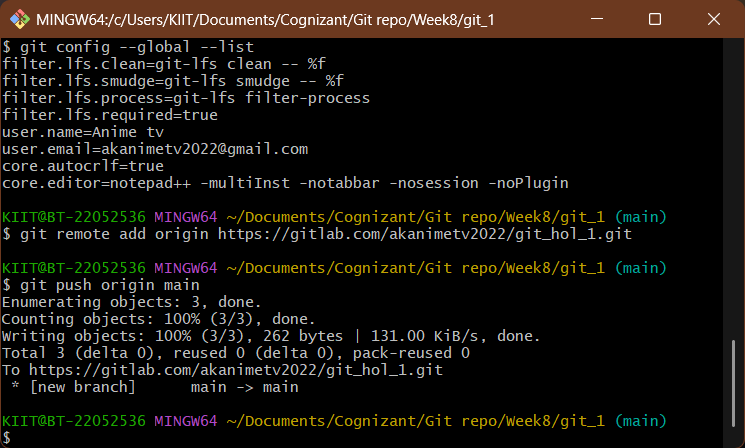 MINGW64:/c/Users/KIIT/Documents/Cognizant/Git repo/Week8/git_1
$ git config --global --list
filter.lfs.clean=git-lfs clean -- %f
filter.lfs.smudge=git-lfs smudge -- %f
filter.lfs.process=git-lfs filter-process
filter.lfs.required=true
user.name=Anime tv
user.email=akanimetv2022@gmail.com
core.autocrlf=true
core.editor=notepad++ -multiInst -notabbar -nosession -noPlugin
KIIT@BT-22052536 MINGW64 ~/Documents/Cognizant/Git repo/Week8/git_1 (main)
$ git remote add origin https://gitlab.com/akanimetv2022/git_hol_1.git
KIIT@BT-22052536 MINGW64 ~/Documents/Cognizant/Git repo/Week8/git_1 (main)
$ git push origin main
Enumerating objects: 3, done.
Counting objects: 100% (3/3), done.
Writing objects: 100% (3/3), 262 bytes | 131.00 KiB/s, done.
Total 3 (delta 0), reused 0 (delta 0), pack-reused 0
To https://gitlab.com/akanimetv2022/git_hol_1.git
 * [new branch]      main -> main
KIIT@BT-22052536 MINGW64 ~/Documents/Cognizant/Git repo/Week8/git_1 (main)
$